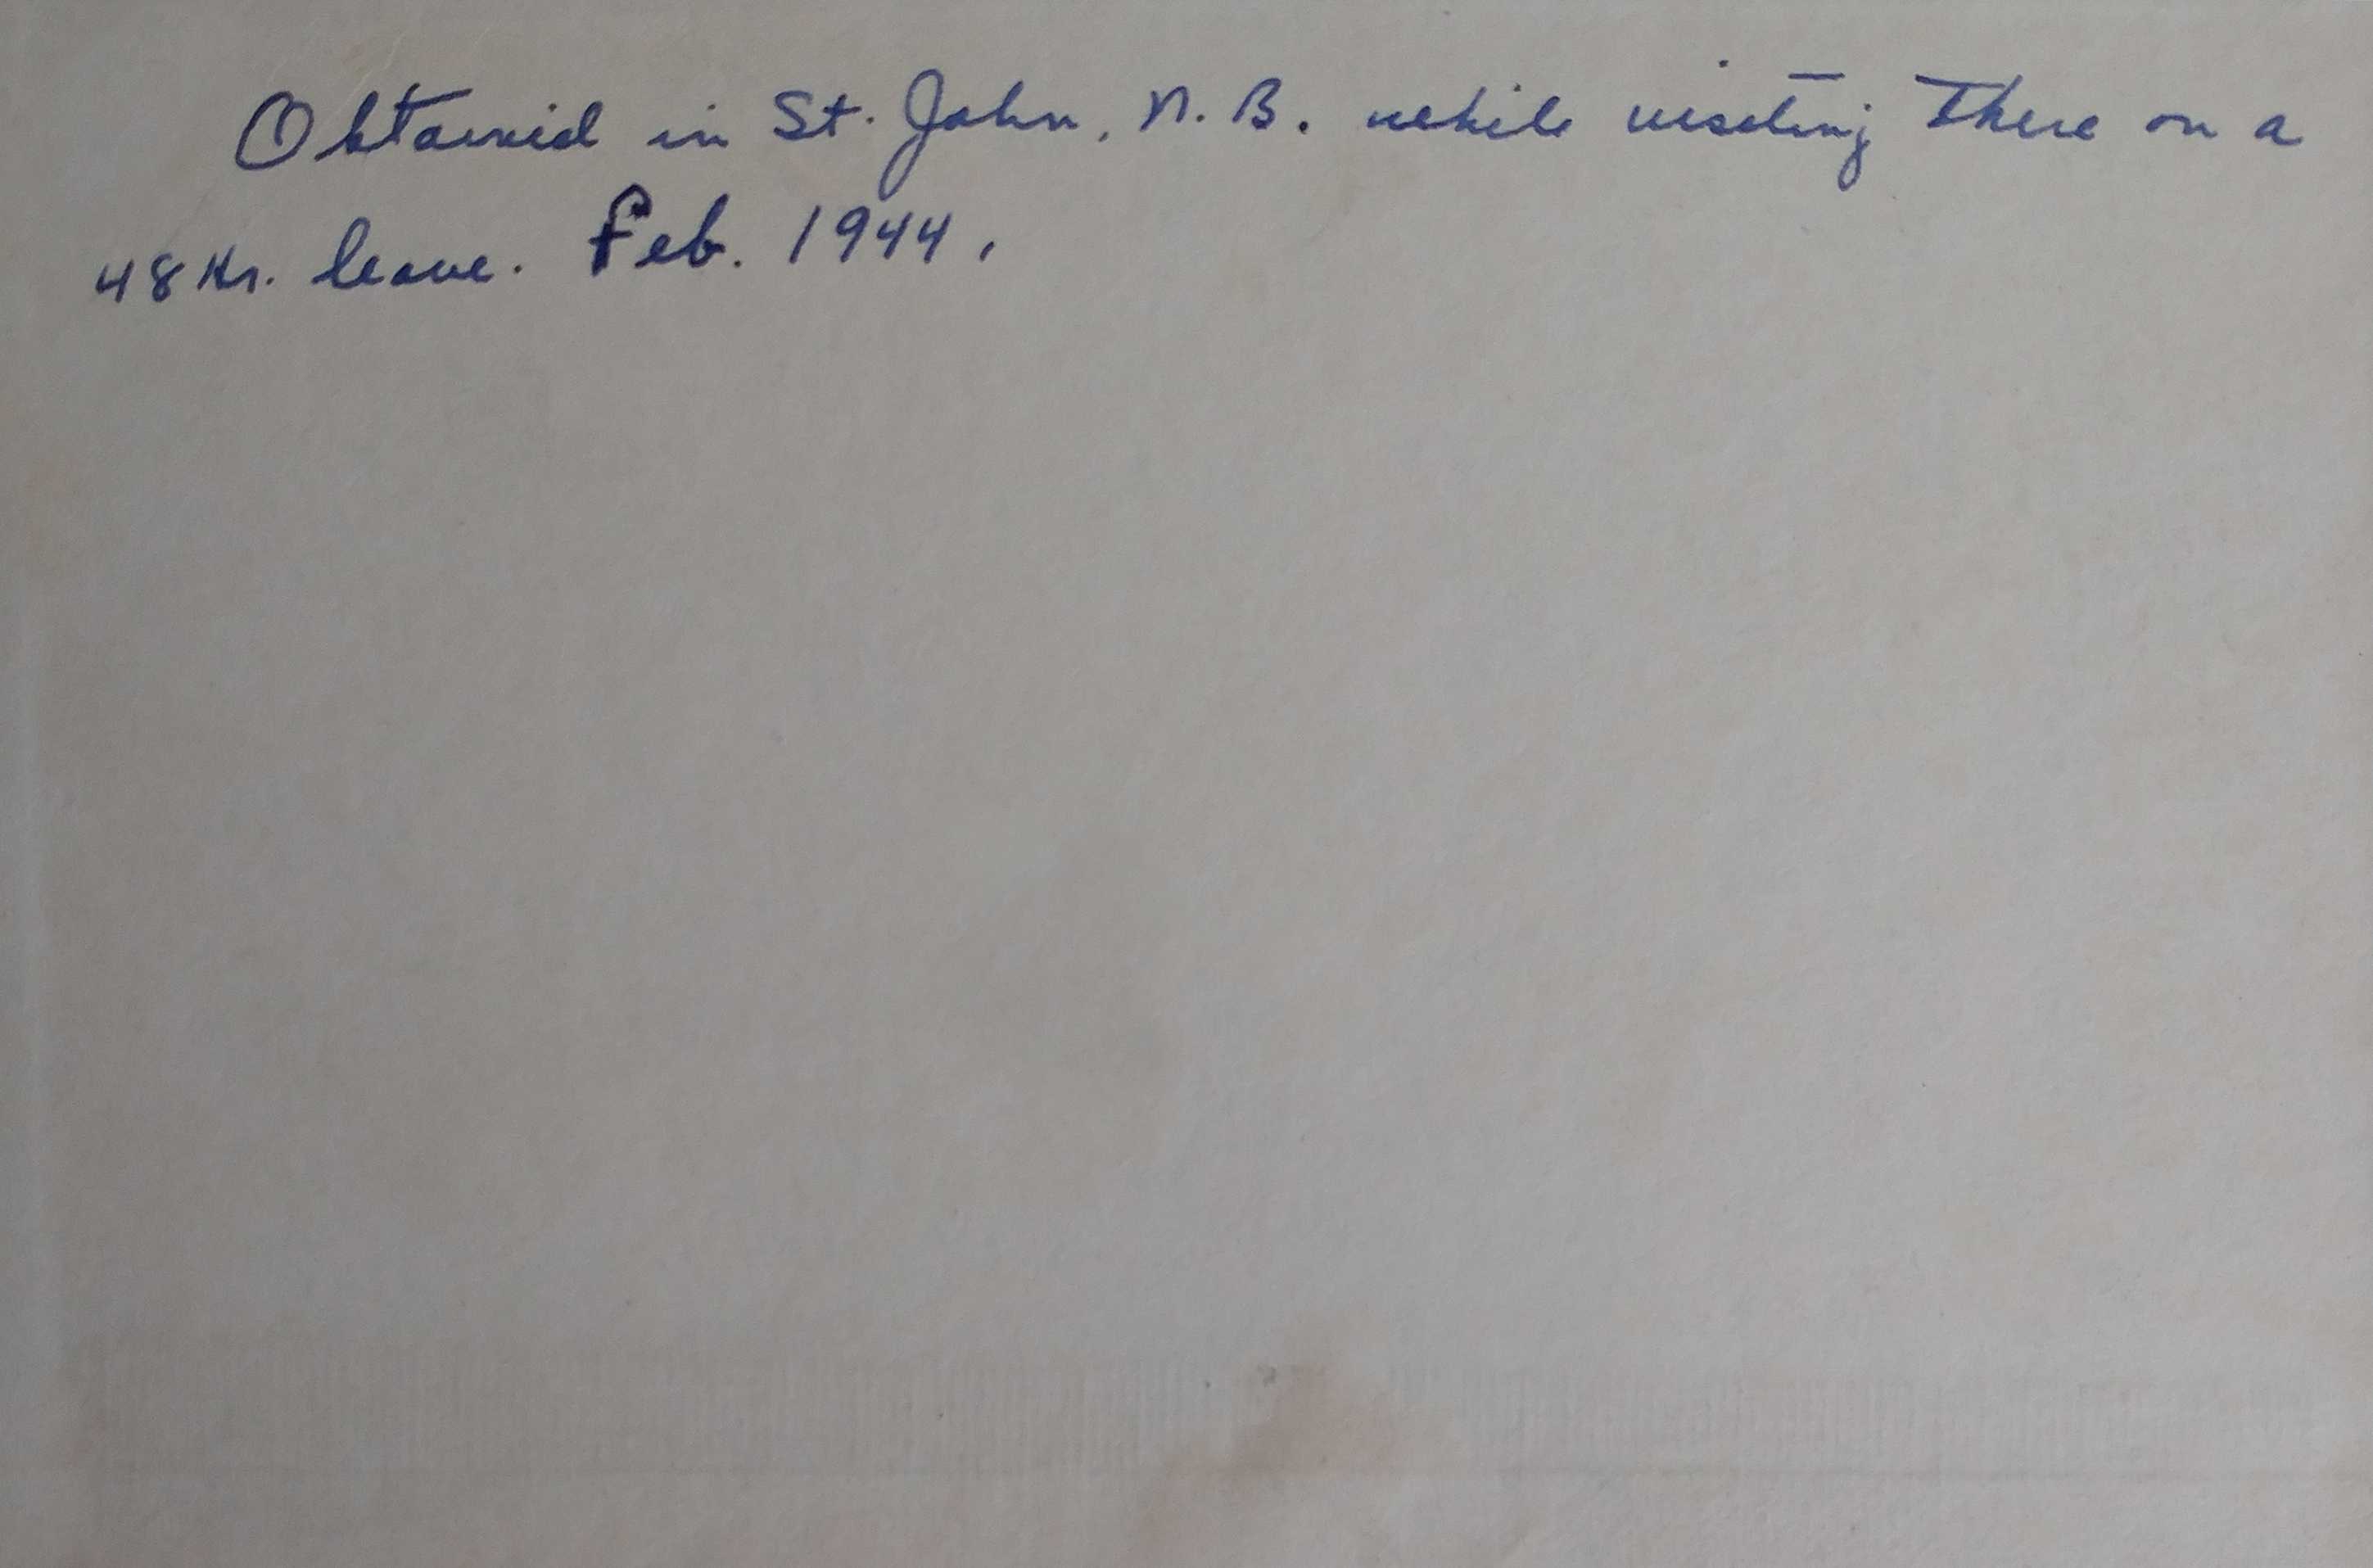 Obtained in St. John, N.B. while visiting there on a
48 Hr. leave. Feb. 1944.